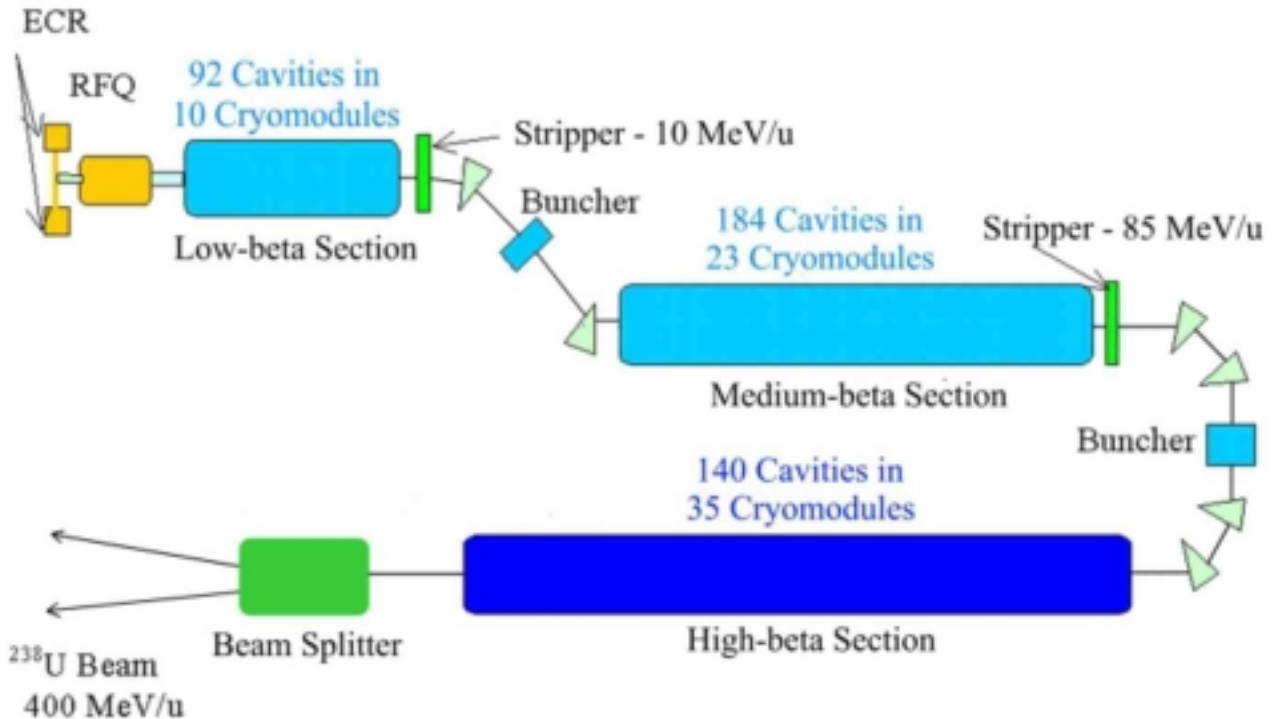 ECR
RFQ
92 Cavities in
10 Cryomodules
Stripper - 10 MeV/u
Low-beta Section
Buncher
184 Cavities in
23 Cryomodules
Stripper - 85 MeV/u
Medium-beta Section
Buncher
140 Cavities in
35 Cryomodules
High-beta Section
Beam Splitter
²³⁸U Beam
400 MeV/u